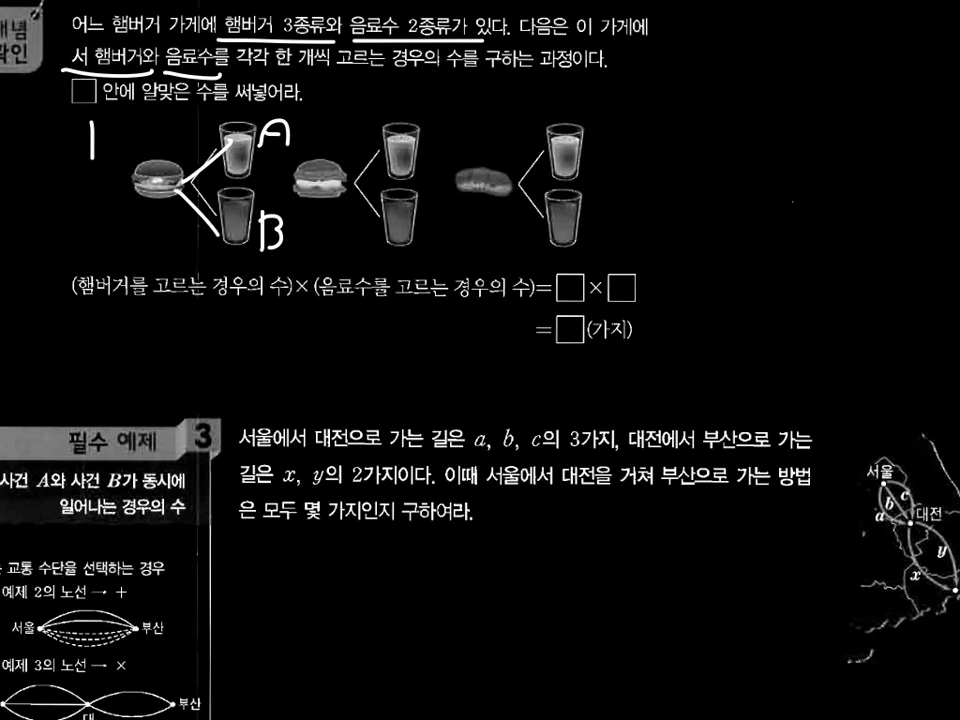 개념
확인
어느 햄버거 가게에 햄버거 3종류와 음료수 2종류가 있다. 다음은 이 가게에
서 햄버거와 음료수를 각각 한 개씩 고르는 경우의 수를 구하는 과정이다.
□ 안에 알맞은 수를 써넣어라.
1 A
B
(햄버거를 고르는 경우의 수)×(음료수를 고르는 경우의 수)=□×□
=□(가지)
필수 예제 3
사건 A와 사건 B가 동시에
일어나는 경우의 수
서울에서 대전으로 가는 길은 a, b, c의 3가지, 대전에서 부산으로 가는
길은 x, y의 2가지이다. 이때 서울에서 대전을 거쳐 부산으로 가는 방법
은 모두 몇 가지인지 구하여라.
서울
a b c
대전
x y
교통 수단을 선택하는 경우
예제 2의 노선 → +
서울 부산
예제 3의 노선 → ×
부산